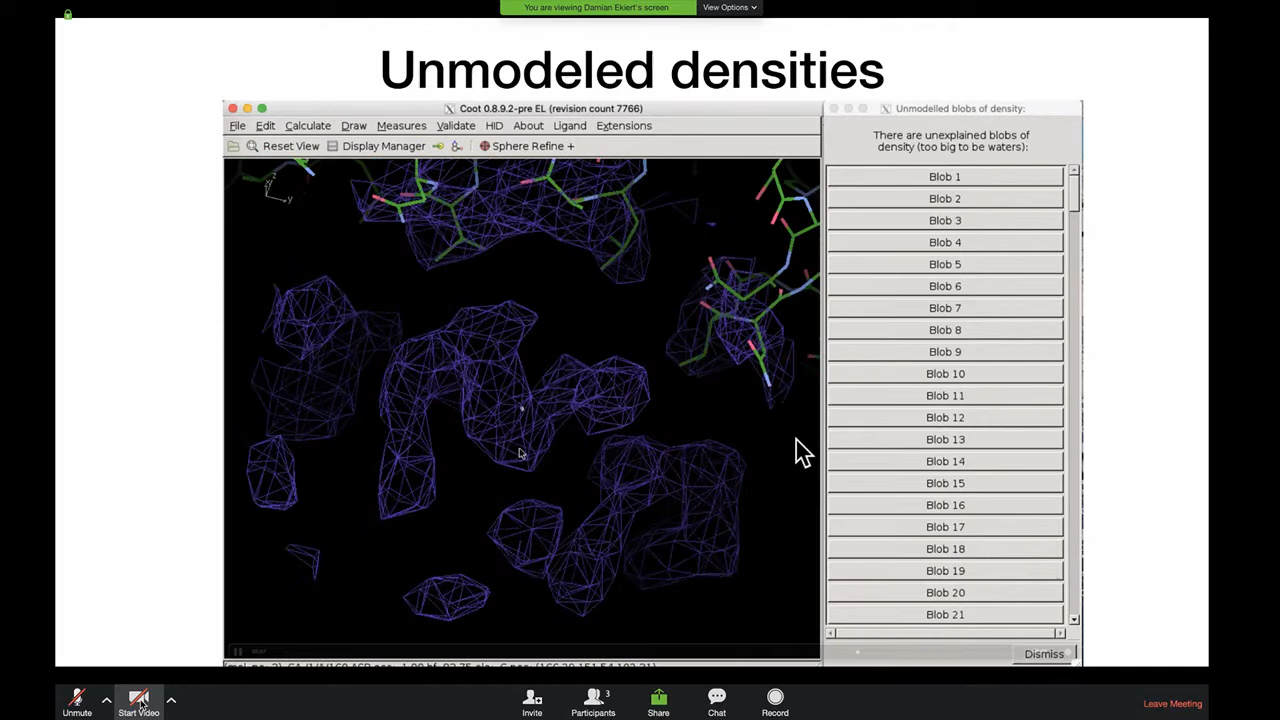 You are viewing Damian Ekiert's screen
View Options
Unmodeled densities
Coot 0.8.9.2-pre EL (revision count 7766)
File Edit Calculate Draw Measures Validate HID About Ligand Extensions
Reset View Display Manager Sphere Refine +
Unmodelled blobs of density:
There are unexplained blobs of
density (too big to be waters):
Blob 1
Blob 2
Blob 3
Blob 4
Blob 5
Blob 6
Blob 7
Blob 8
Blob 9
Blob 10
Blob 11
Blob 12
Blob 13
Blob 14
Blob 15
Blob 16
Blob 17
Blob 18
Blob 19
Blob 20
Blob 21
Dismiss
Unmute
Start Video
Invite
Participants 3
Share
Chat
Record
Leave Meeting